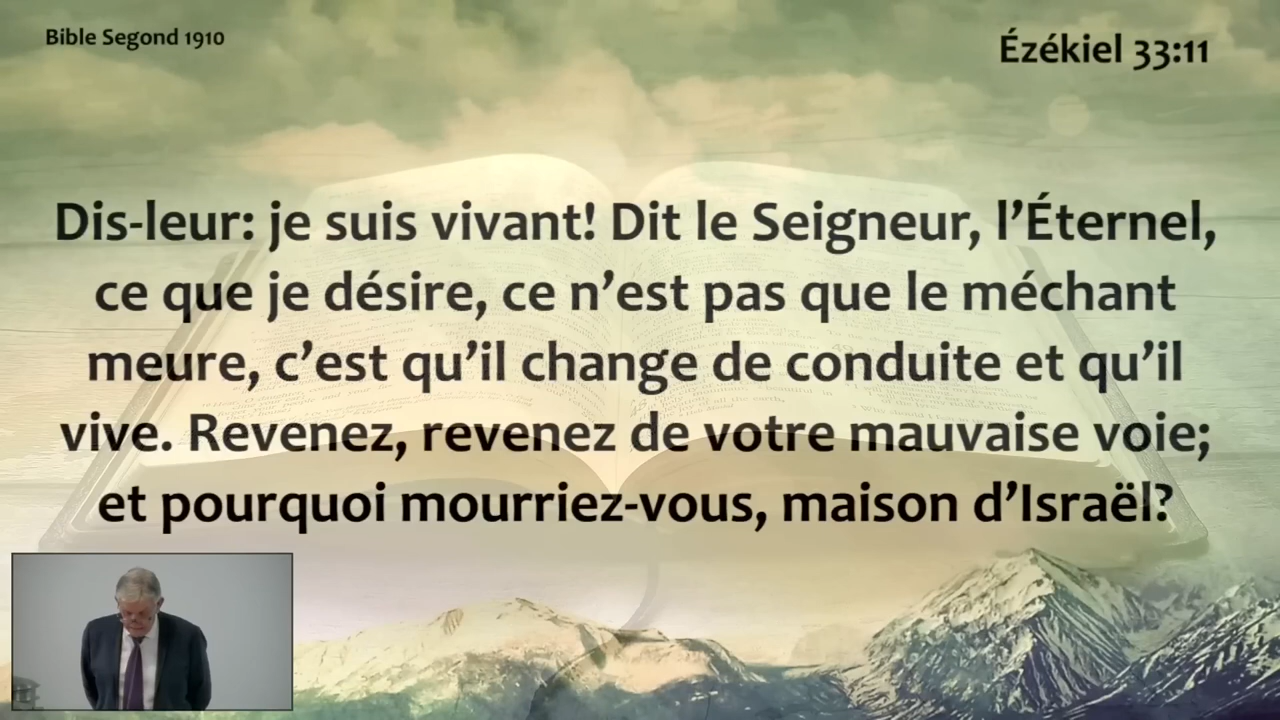 Bible Segond 1910
Ézékiel 33:11
Dis-leur: je suis vivant! Dit le Seigneur, l’Éternel,
ce que je désire, ce n’est pas que le méchant
meure, c’est qu’il change de conduite et qu’il
vive. Revenez, revenez de votre mauvaise voie;
et pourquoi mourriez-vous, maison d’Israël?